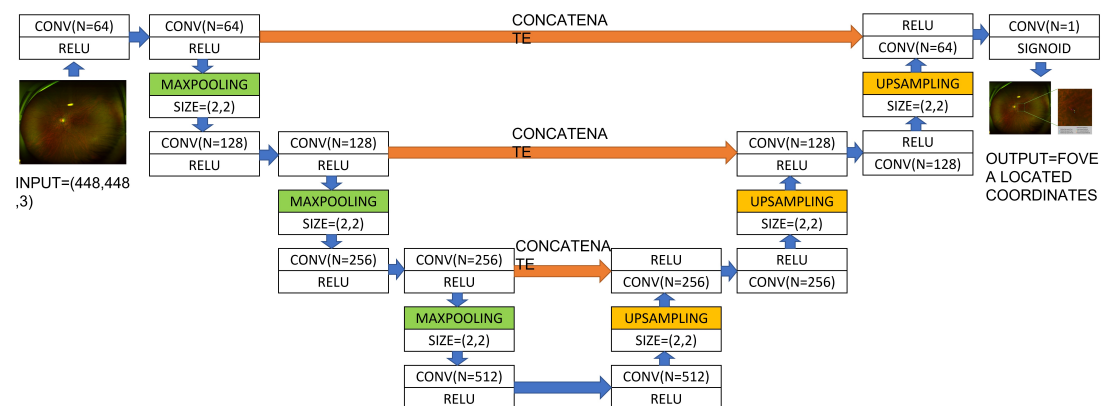 CONV(N=64)
RELU
CONV(N=64)
RELU
CONCATENA
TE
RELU
CONV(N=64)
CONV(N=1)
SIGNOID
MAXPOOLING
SIZE=(2,2)
UPSAMPLING
SIZE=(2,2)
INPUT=(448,448
,3)
CONV(N=128)
RELU
CONV(N=128)
RELU
CONCATENA
TE
CONV(N=128)
RELU
RELU
CONV(N=128)
OUTPUT=FOVE
A LOCATED
COORDINATES
MAXPOOLING
SIZE=(2,2)
UPSAMPLING
SIZE=(2,2)
CONV(N=256)
RELU
CONV(N=256)
RELU
CONCATENA
TE
RELU
CONV(N=256)
RELU
CONV(N=256)
MAXPOOLING
SIZE=(2,2)
UPSAMPLING
SIZE=(2,2)
CONV(N=512)
RELU
CONV(N=512)
RELU